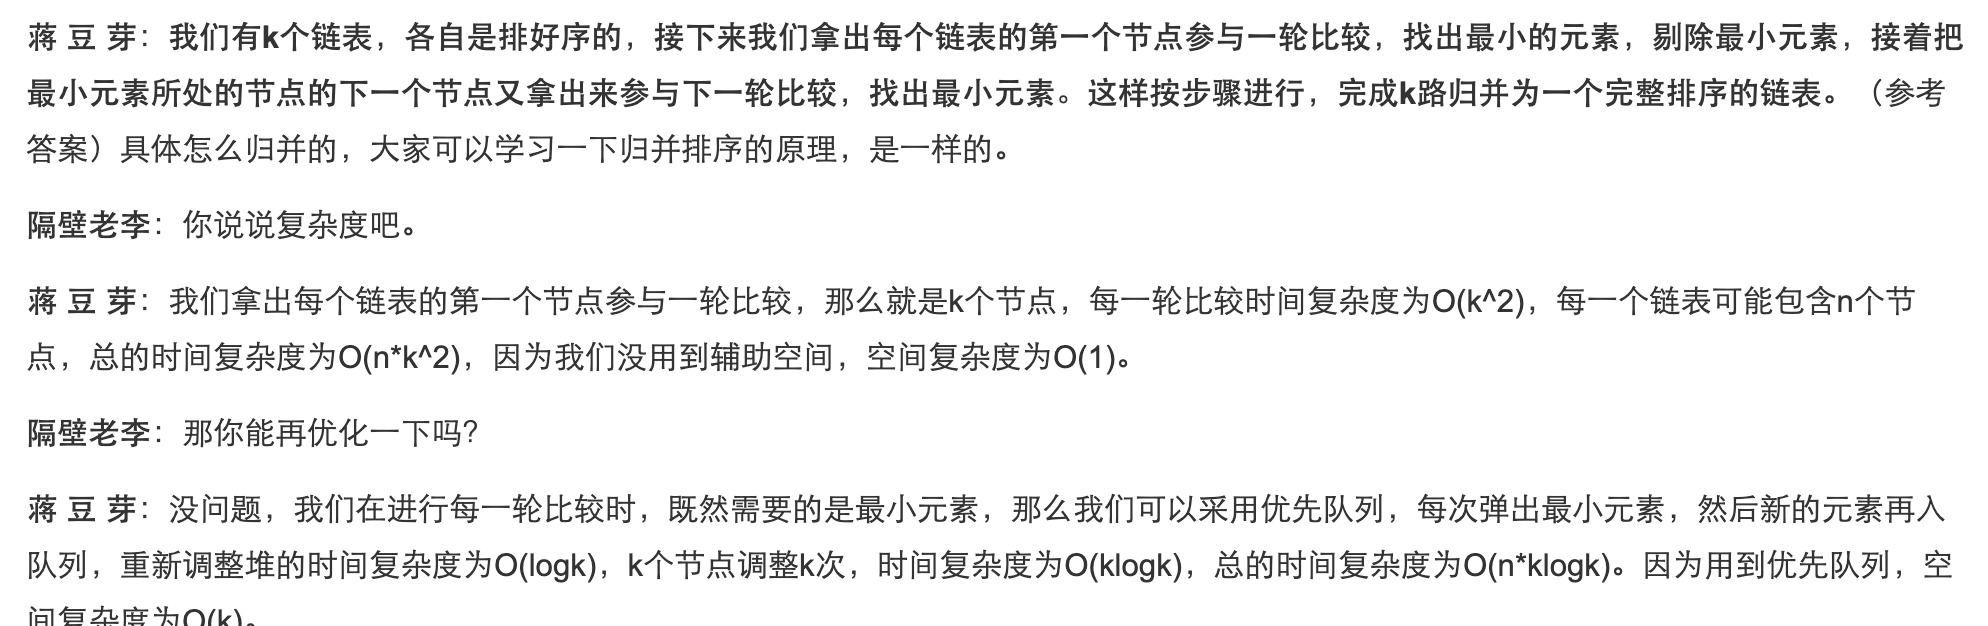 蒋 豆 芽：我们有k个链表，各自是排好序的，接下来我们拿出每个链表的第一个节点参与一轮比较，找出最小的元素，剔除最小元素，接着把
最小元素所处的节点的下一个节点又拿出来参与下一轮比较，找出最小元素。这样按步骤进行，完成k路归并为一个完整排序的链表。（参考
答案）具体怎么归并的，大家可以学习一下归并排序的原理，是一样的。
隔壁老李：你说说复杂度吧。
蒋 豆 芽：我们拿出每个链表的第一个节点参与一轮比较，那么就是k个节点，每一轮比较时间复杂度为O(k^2)，每一个链表可能包含n个节
点，总的时间复杂度为O(n*k^2)，因为我们没用到辅助空间，空间复杂度为O(1)。
隔壁老李：那你能再优化一下吗？
蒋 豆 芽：没问题，我们在进行每一轮比较时，既然需要的是最小元素，那么我们可以采用优先队列，每次弹出最小元素，然后新的元素再入
队列，重新调整堆的时间复杂度为O(logk)，k个节点调整k次，时间复杂度为O(klogk)，总的时间复杂度为O(n*klogk)。因为用到优先队列，空
间复杂度为O(k)。